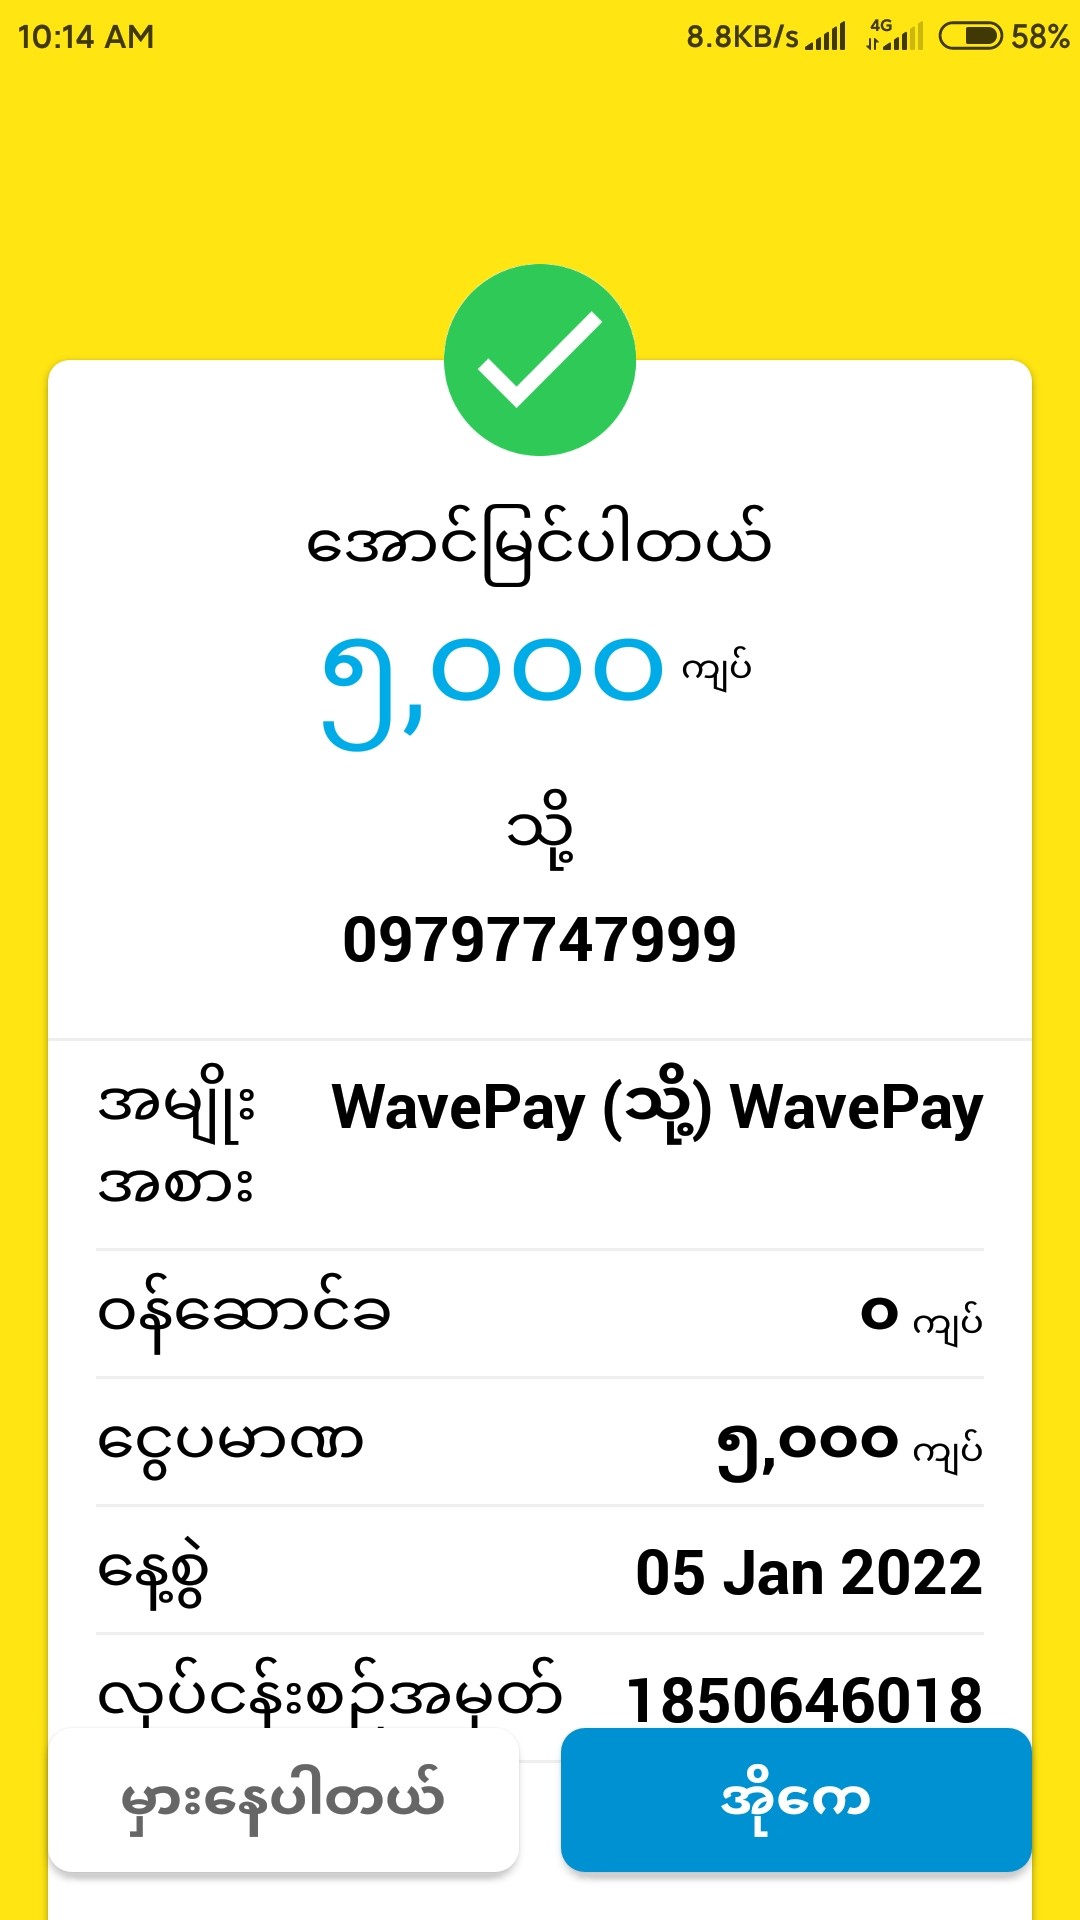 10:14 AM 8.8KB/s 4G 58%
အောင်မြင်ပါတယ်
၅,၀၀၀ ကျပ်
သို့
09797747999
အမျိုး WavePay (သို့) WavePay
အစား
ဝန်ဆောင်ခ ၀ ကျပ်
ငွေပမာဏ ၅,၀၀၀ ကျပ်
နေ့စွဲ 05 Jan 2022
လုပ်ငန်းစဉ်အမှတ် 1850646018
မှားနေပါတယ် အိုကေ